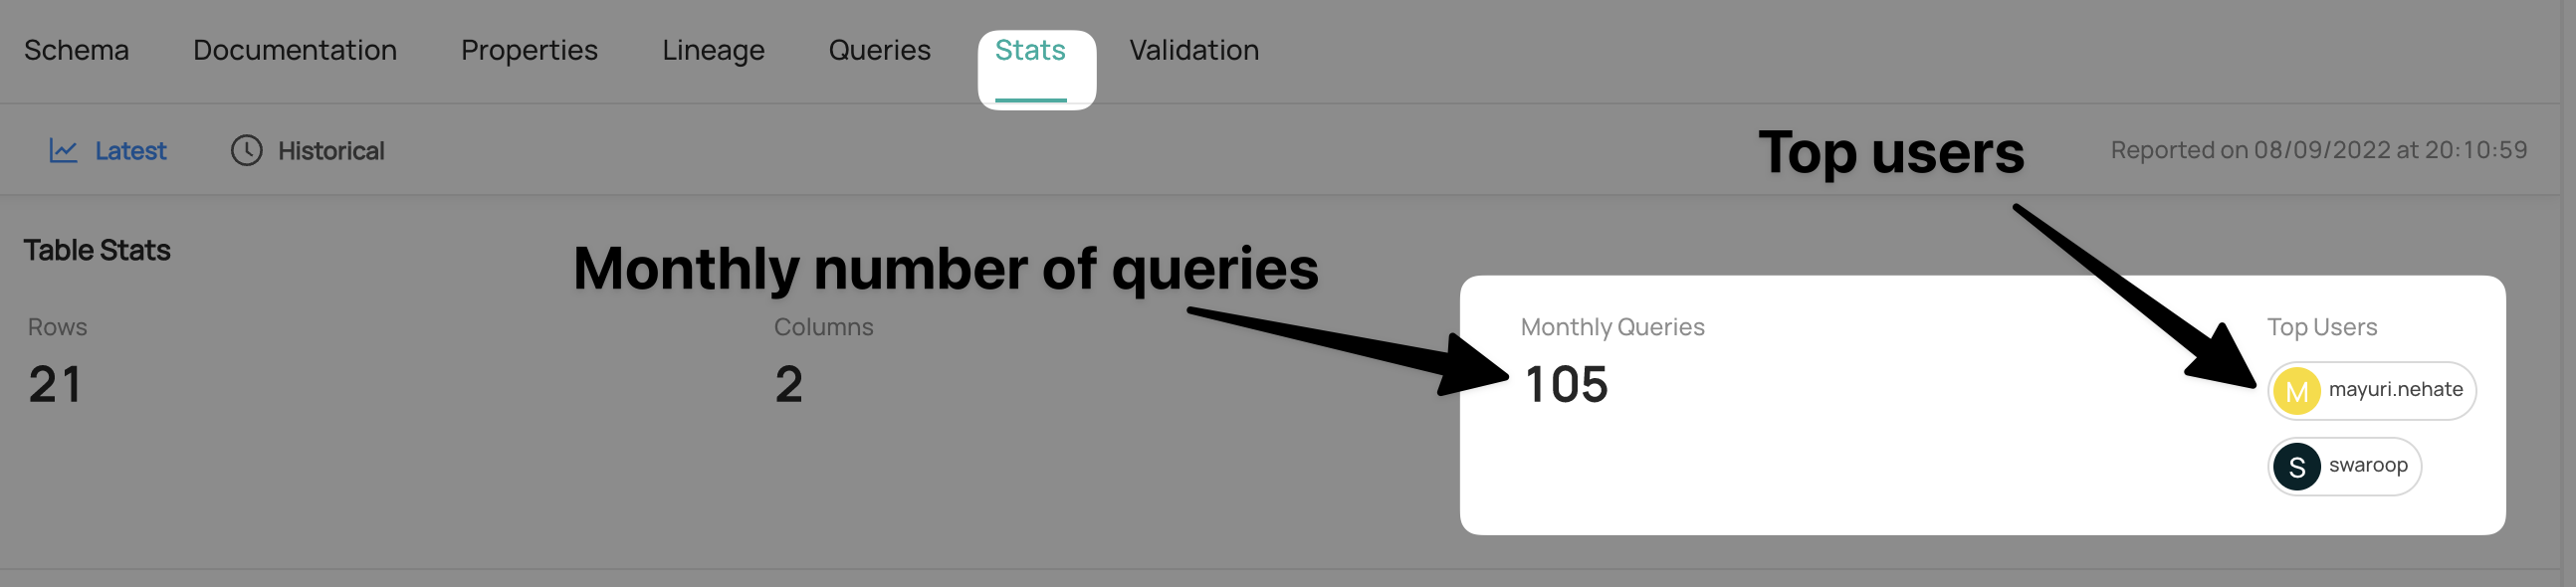 Schema Documentation Properties Lineage Queries Stats Validation
Latest Historical Reported on 08/09/2022 at 20:10:59
Top users
Table Stats
Monthly number of queries
Rows Columns Monthly Queries Top Users
21 2 105 M mayuri.nehate
S swaroop